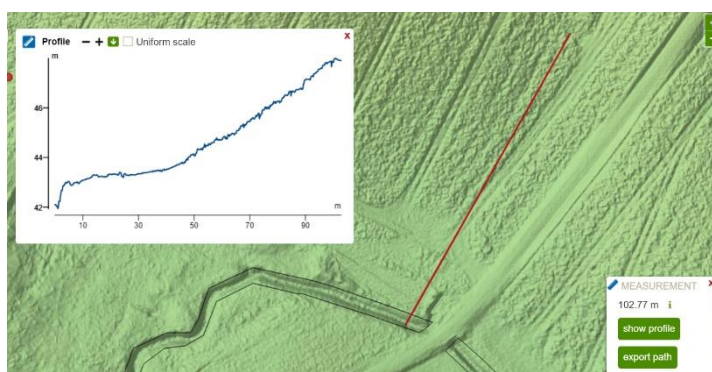 Profile − + Uniform scale x
m
46
44
42
10 30 50 70 90
m
MEASUREMENT x
102.77 m i
show profile
export path